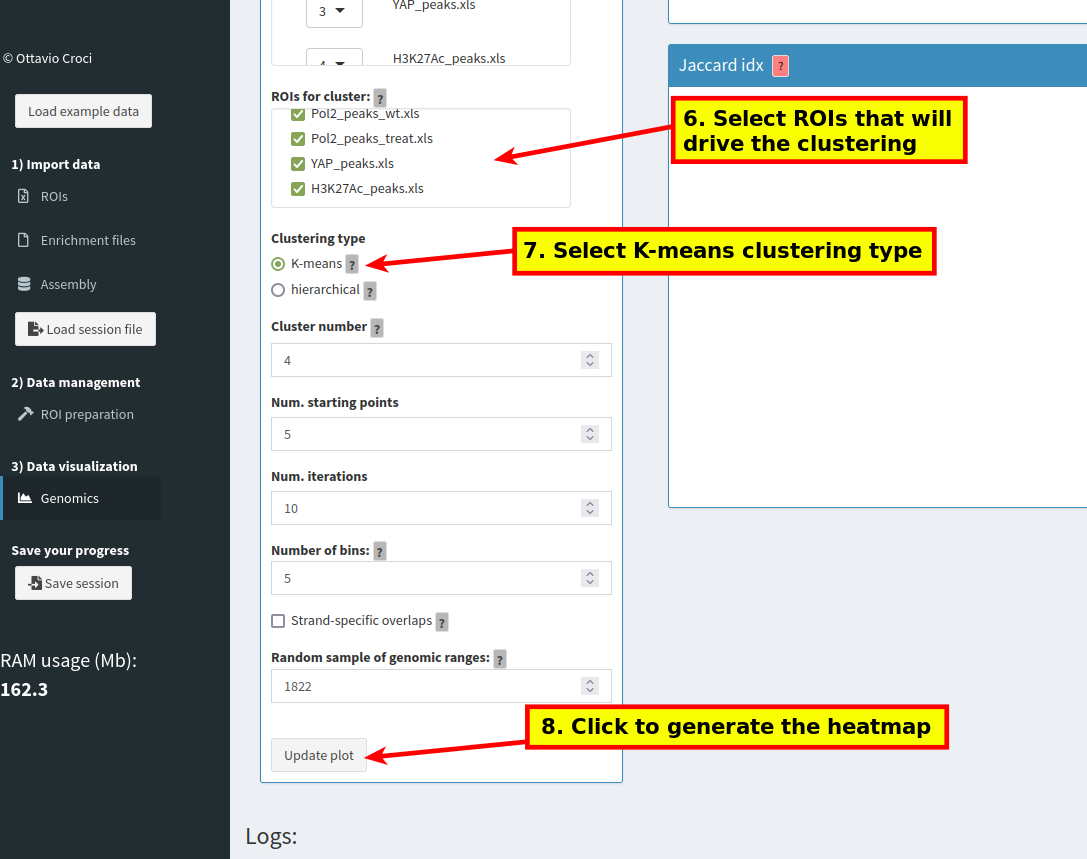 © Ottavio Croci
Load example data
1) Import data
ROIs
Enrichment files
Assembly
Load session file
2) Data management
ROI preparation
3) Data visualization
Genomics
Save your progress
Save session
RAM usage (Mb):
162.3
3 YAP_peaks.xls
4 H3K27Ac_peaks.xls
ROIs for cluster: ?
Pol2_peaks_wt.xls
Pol2_peaks_treat.xls
YAP_peaks.xls
H3K27Ac_peaks.xls
Clustering type
K-means ?
hierarchical ?
Cluster number ?
4
Num. starting points
5
Num. iterations
10
Number of bins: ?
5
Strand-specific overlaps ?
Random sample of genomic ranges: ?
1822
Update plot
Logs:
Jaccard idx ?
6. Select ROIs that will
drive the clustering
7. Select K-means clustering type
8. Click to generate the heatmap